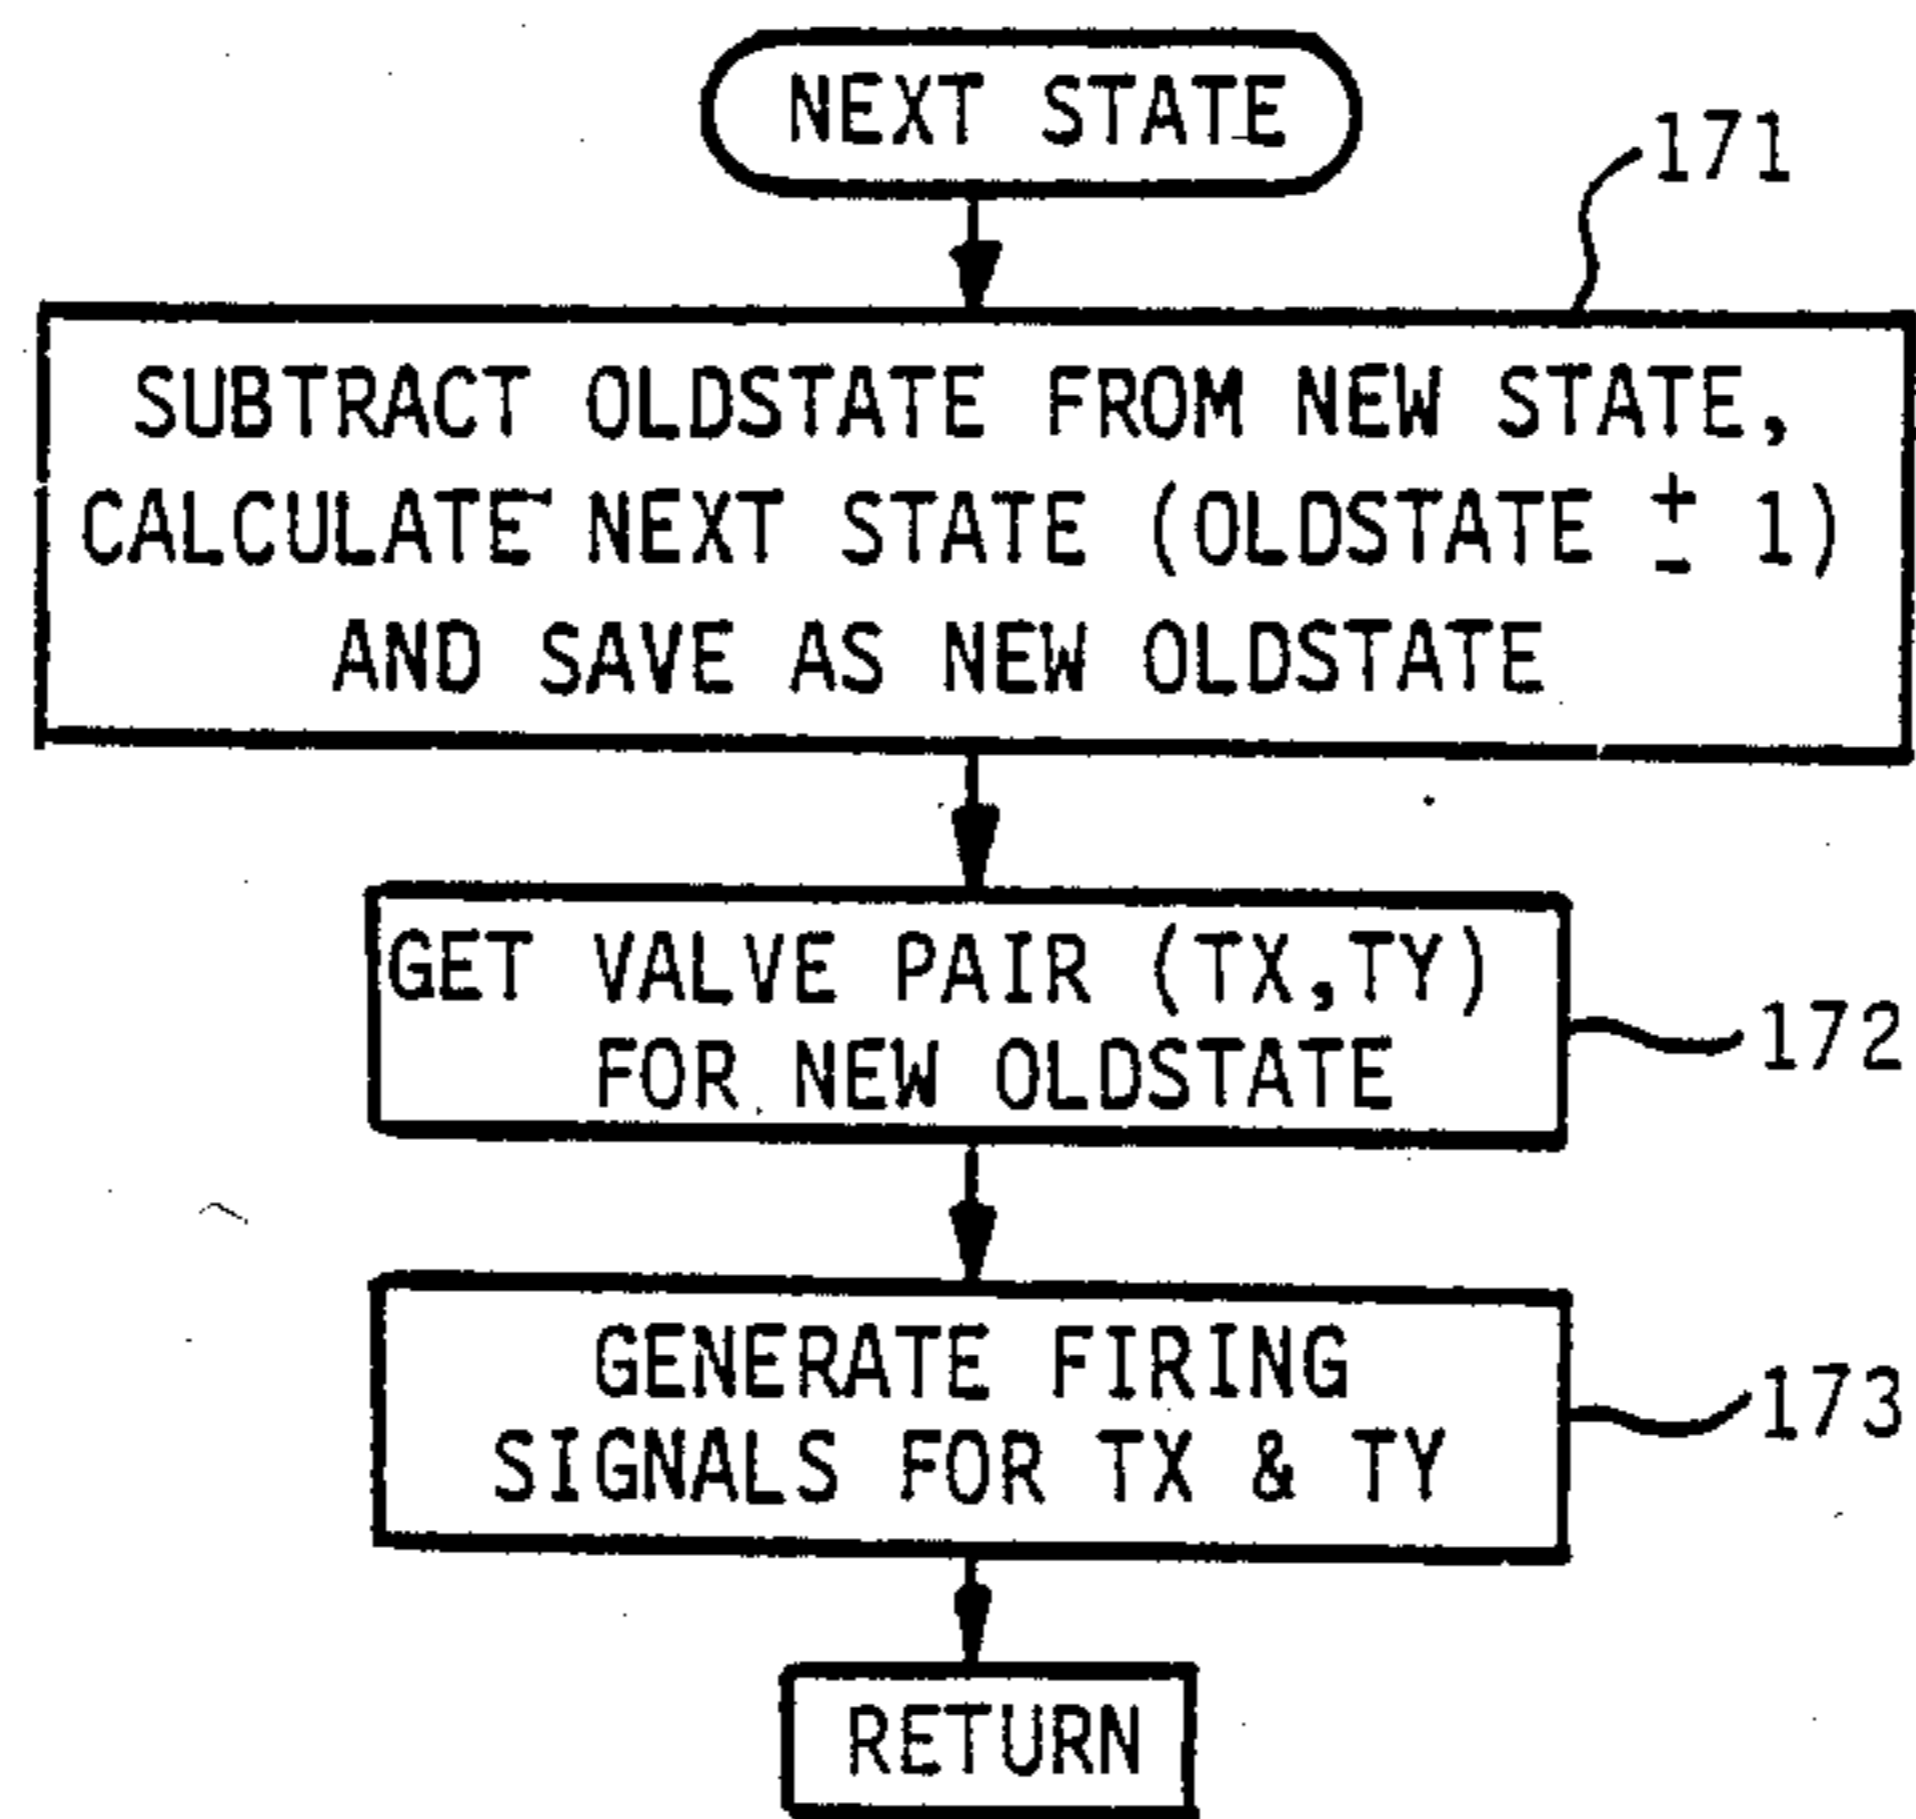 NEXT STATE
171
SUBTRACT OLDSTATE FROM NEW STATE,
CALCULATE NEXT STATE (OLDSTATE ± 1)
AND SAVE AS NEW OLDSTATE
GET VALVE PAIR (TX,TY)
FOR NEW OLDSTATE
172
GENERATE FIRING
SIGNALS FOR TX & TY
173
RETURN